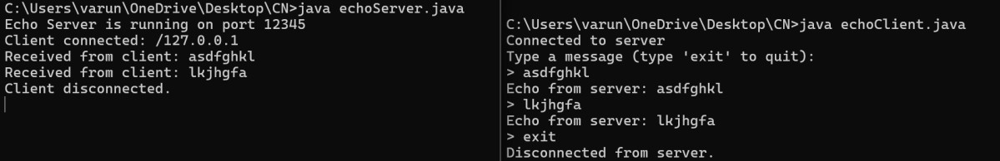 C:\Users\varun\OneDrive\Desktop\CN>java echoServer.java
Echo Server is running on port 12345
Client connected: /127.0.0.1
Received from client: asdfghkl
Received from client: lkjhgfa
Client disconnected.
C:\Users\varun\OneDrive\Desktop\CN>java echoClient.java
Connected to server
Type a message (type 'exit' to quit):
> asdfghkl
Echo from server: asdfghkl
> lkjhgfa
Echo from server: lkjhgfa
> exit
Disconnected from server.